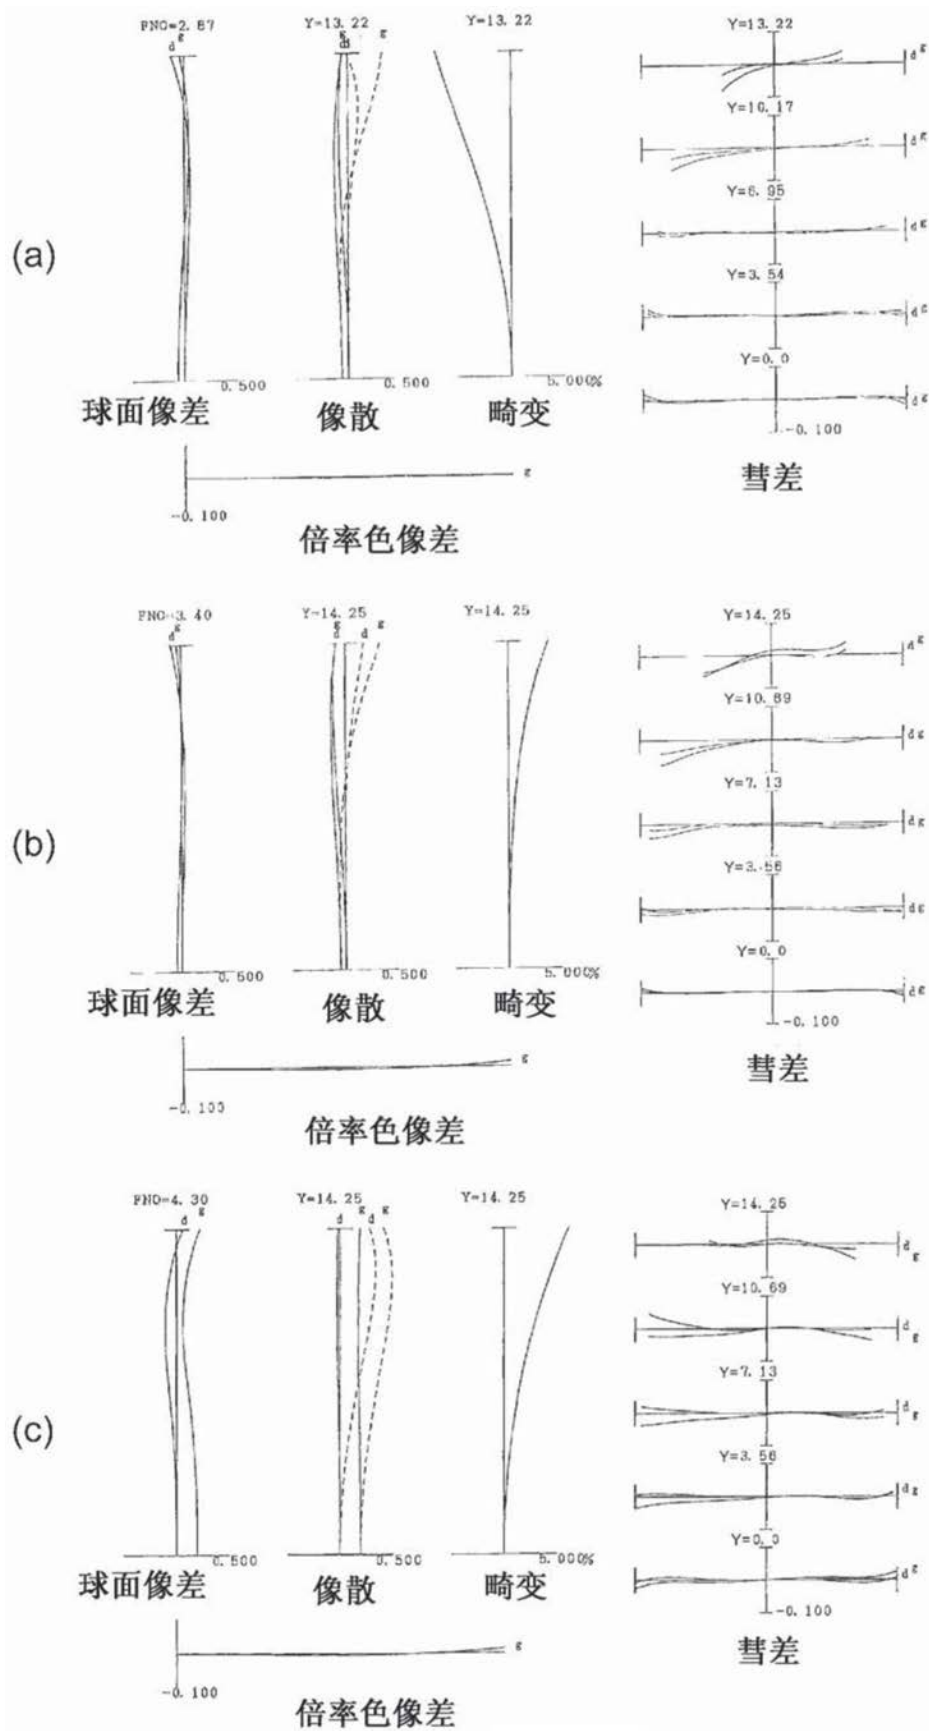 (a)
FNO=2.87
d g
0.500
球面像差
Y=13.22
g
d d
g
0.500
像散
Y=13.22
5.000%
畸变
Y=13.22
d g
Y=10.17
d g
Y=6.95
d g
Y=3.54
d g
Y=0.0
d g
-0.100
彗差
g
-0.100
倍率色像差
(b)
FNO=3.40
d g
0.500
球面像差
Y=14.25
g
d d g
0.500
像散
Y=14.25
5.000%
畸变
Y=14.25
d g
Y=10.69
d g
Y=7.13
d g
Y=3.56
d g
Y=0.0
d g
-0.100
彗差
g
-0.100
倍率色像差
(c)
FNO=4.30
d g
0.500
球面像差
Y=14.25
d g d g
0.500
像散
Y=14.25
5.000%
畸变
Y=14.25
g
Y=10.69
d
g
Y=7.13
d
g
Y=3.56
d g
Y=0.0
d g
-0.100
彗差
g
-0.100
倍率色像差